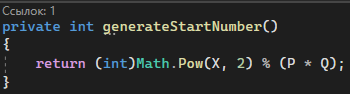 Ссылок: 1
private int generateStartNumber()
{
return (int)Math.Pow(X, 2) % (P * Q);
}